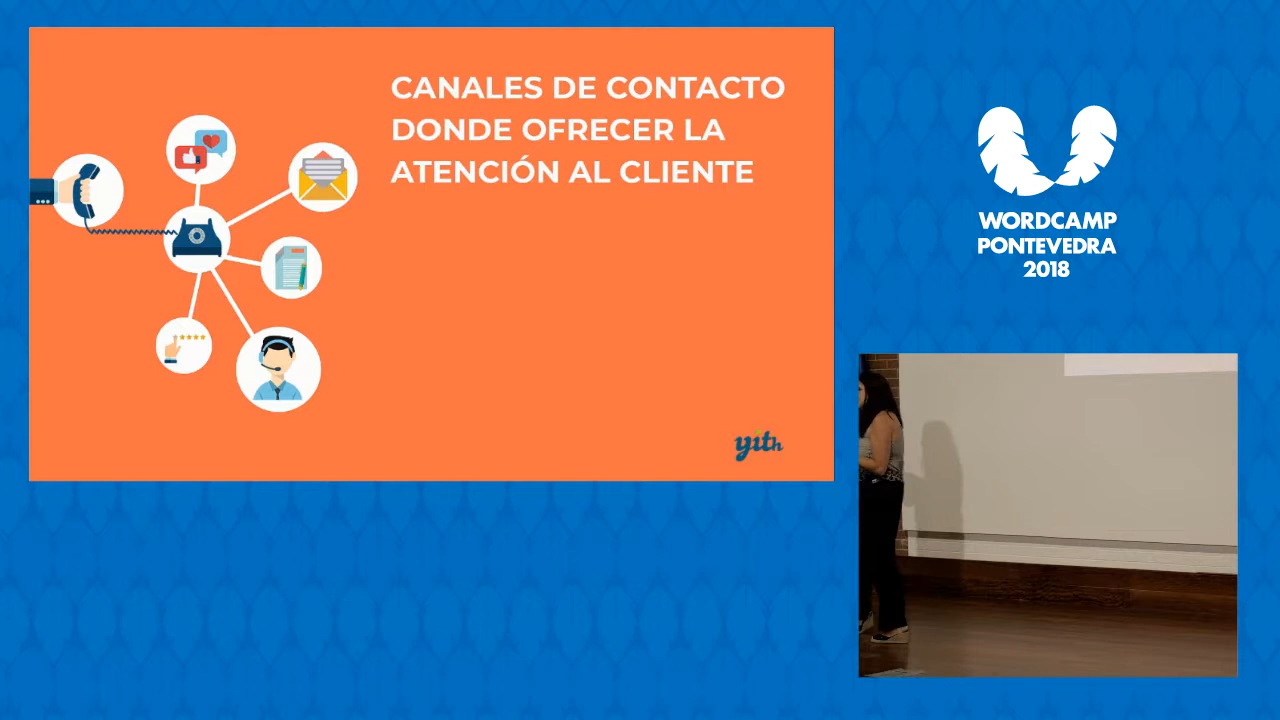 CANALES DE CONTACTO
DONDE OFRECER LA
ATENCIÓN AL CLIENTE
yith
WORDCAMP
PONTEVEDRA
2018